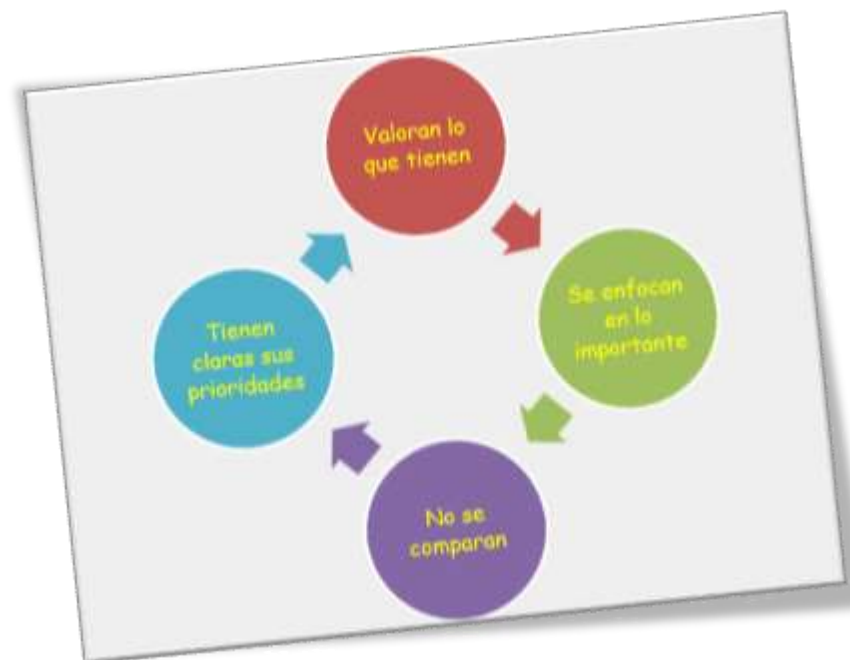 Valoran lo
que tienen
Se enfocan
en lo
importante
No se
comparan
Tienen
claras sus
prioridades